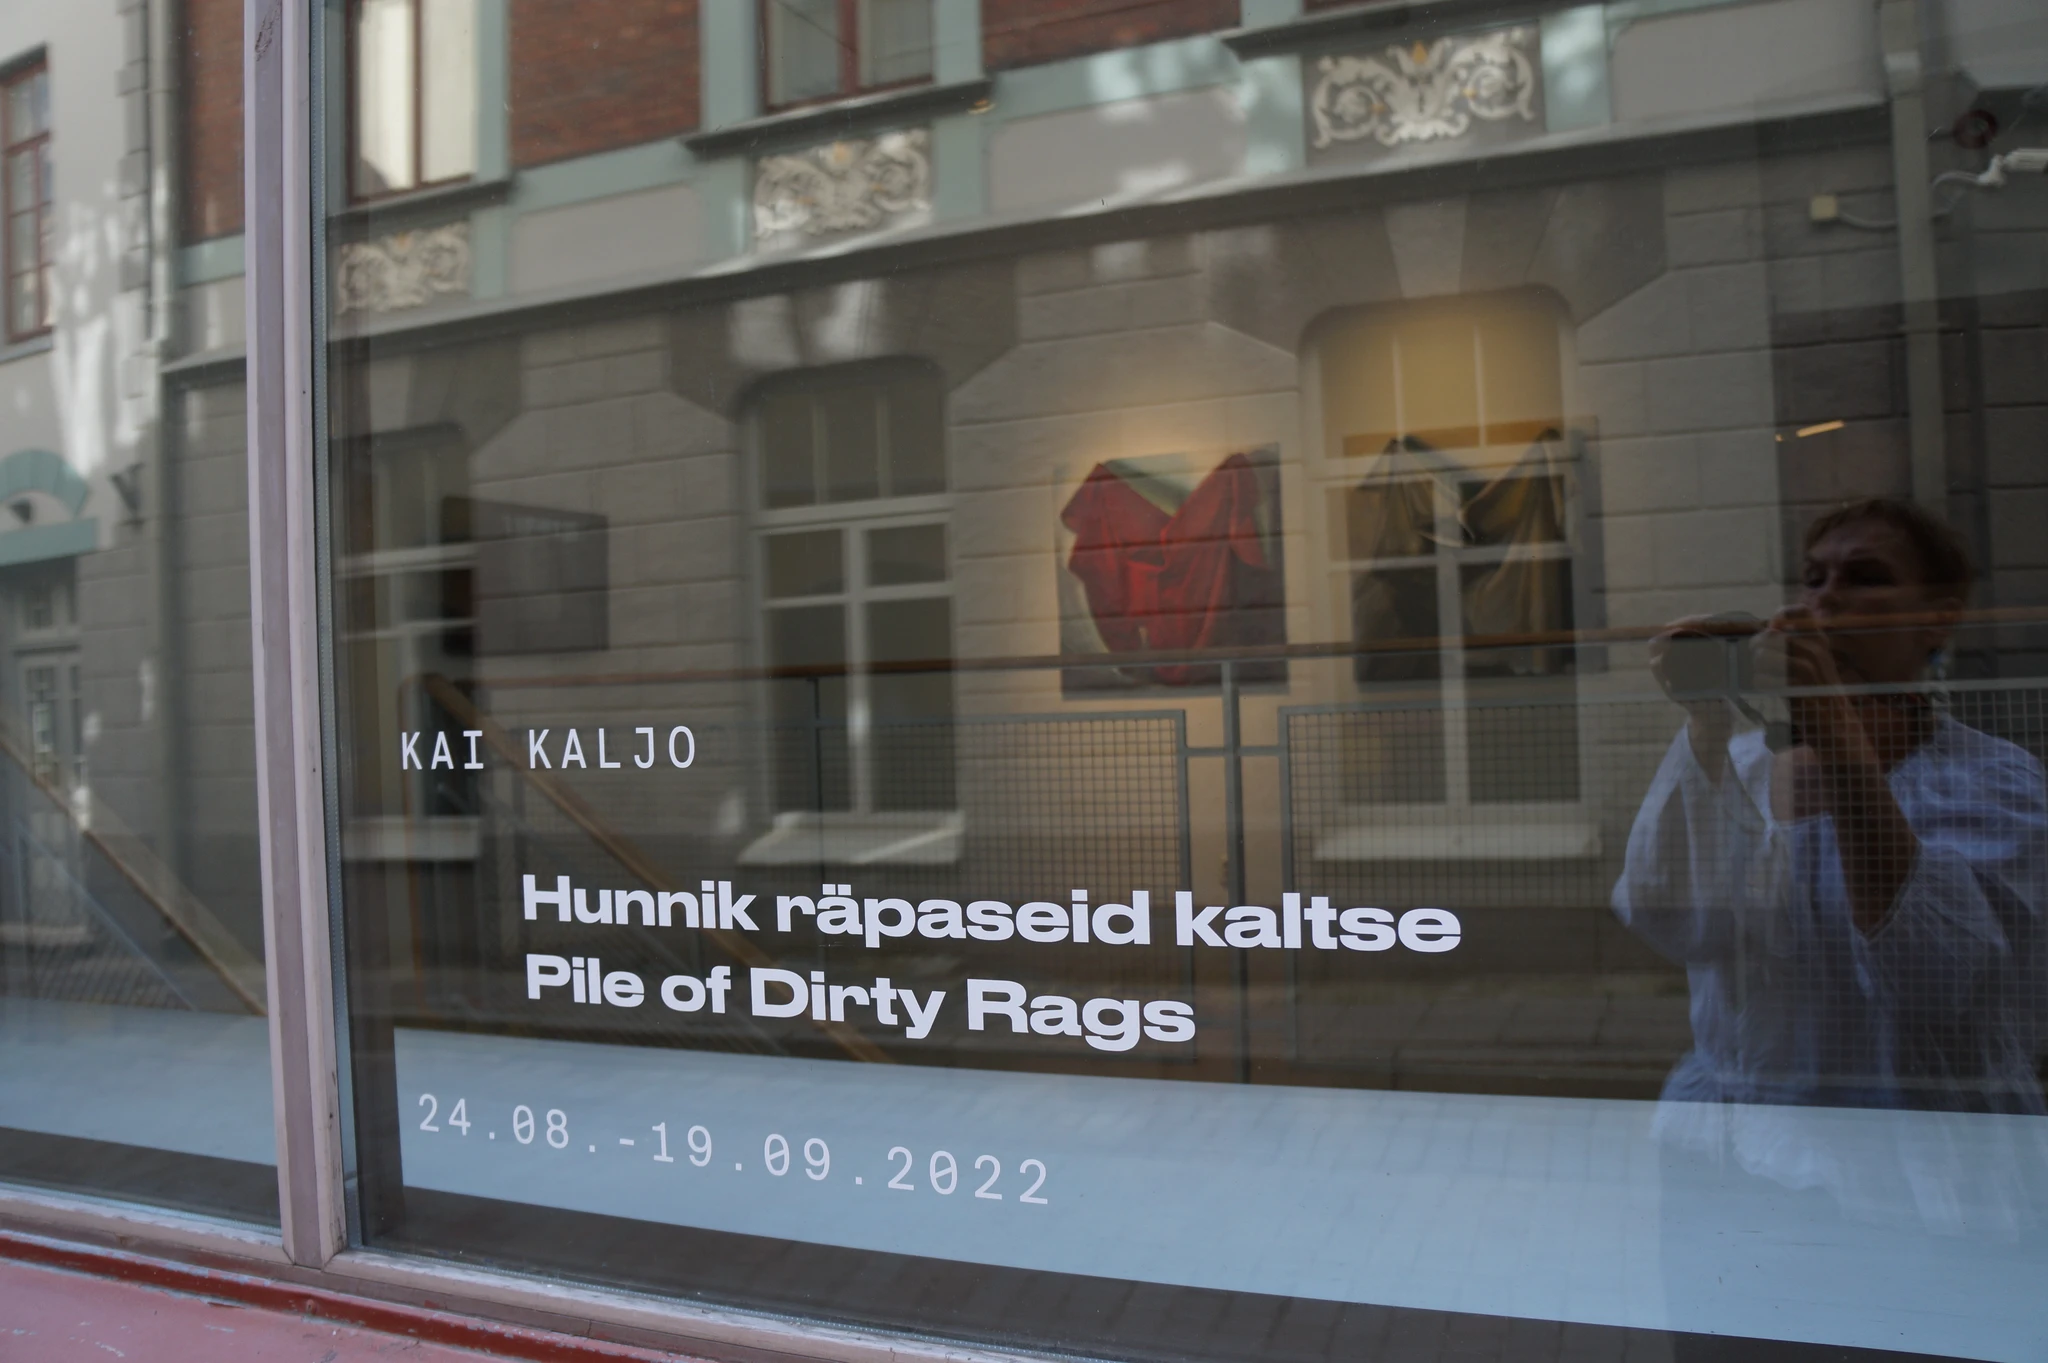 KAI KALJO
Hunnik räpaseid kaltse
Pile of Dirty Rags
24.08.-19.09.2022